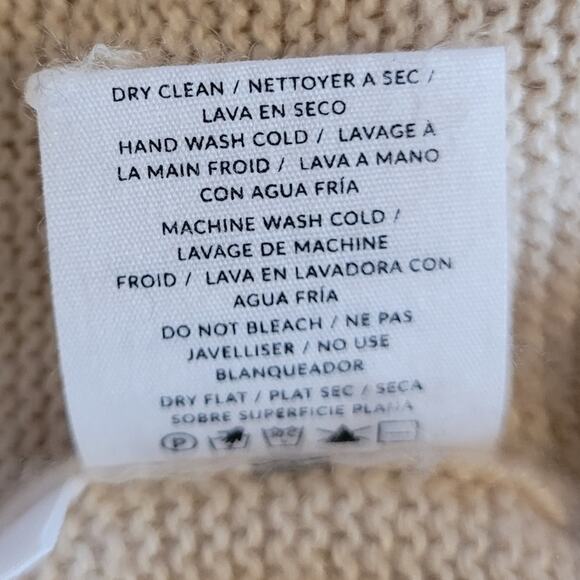 DRY CLEAN / NETTOYER A SEC /
LAVA EN SECO
HAND WASH COLD / LAVAGE À
LA MAIN FROID / LAVA A MANO
CON AGUA FRÍA
MACHINE WASH COLD /
LAVAGE DE MACHINE
FROID / LAVA EN LAVADORA CON
AGUA FRÍA
DO NOT BLEACH / NE PAS
JAVELLISER / NO USE
BLANQUEADOR
DRY FLAT / PLAT SEC / SECA
SOBRE SUPERFICIE PLANA
P